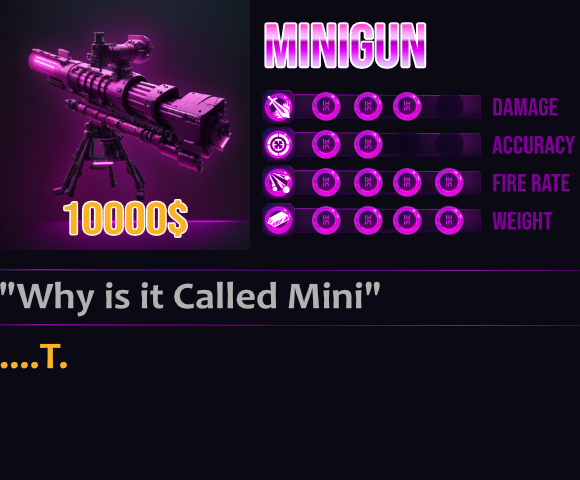 MINIGUN
DAMAGE
ACCURACY
FIRE RATE
WEIGHT
10000$
"Why is it Called Mini"
....T.